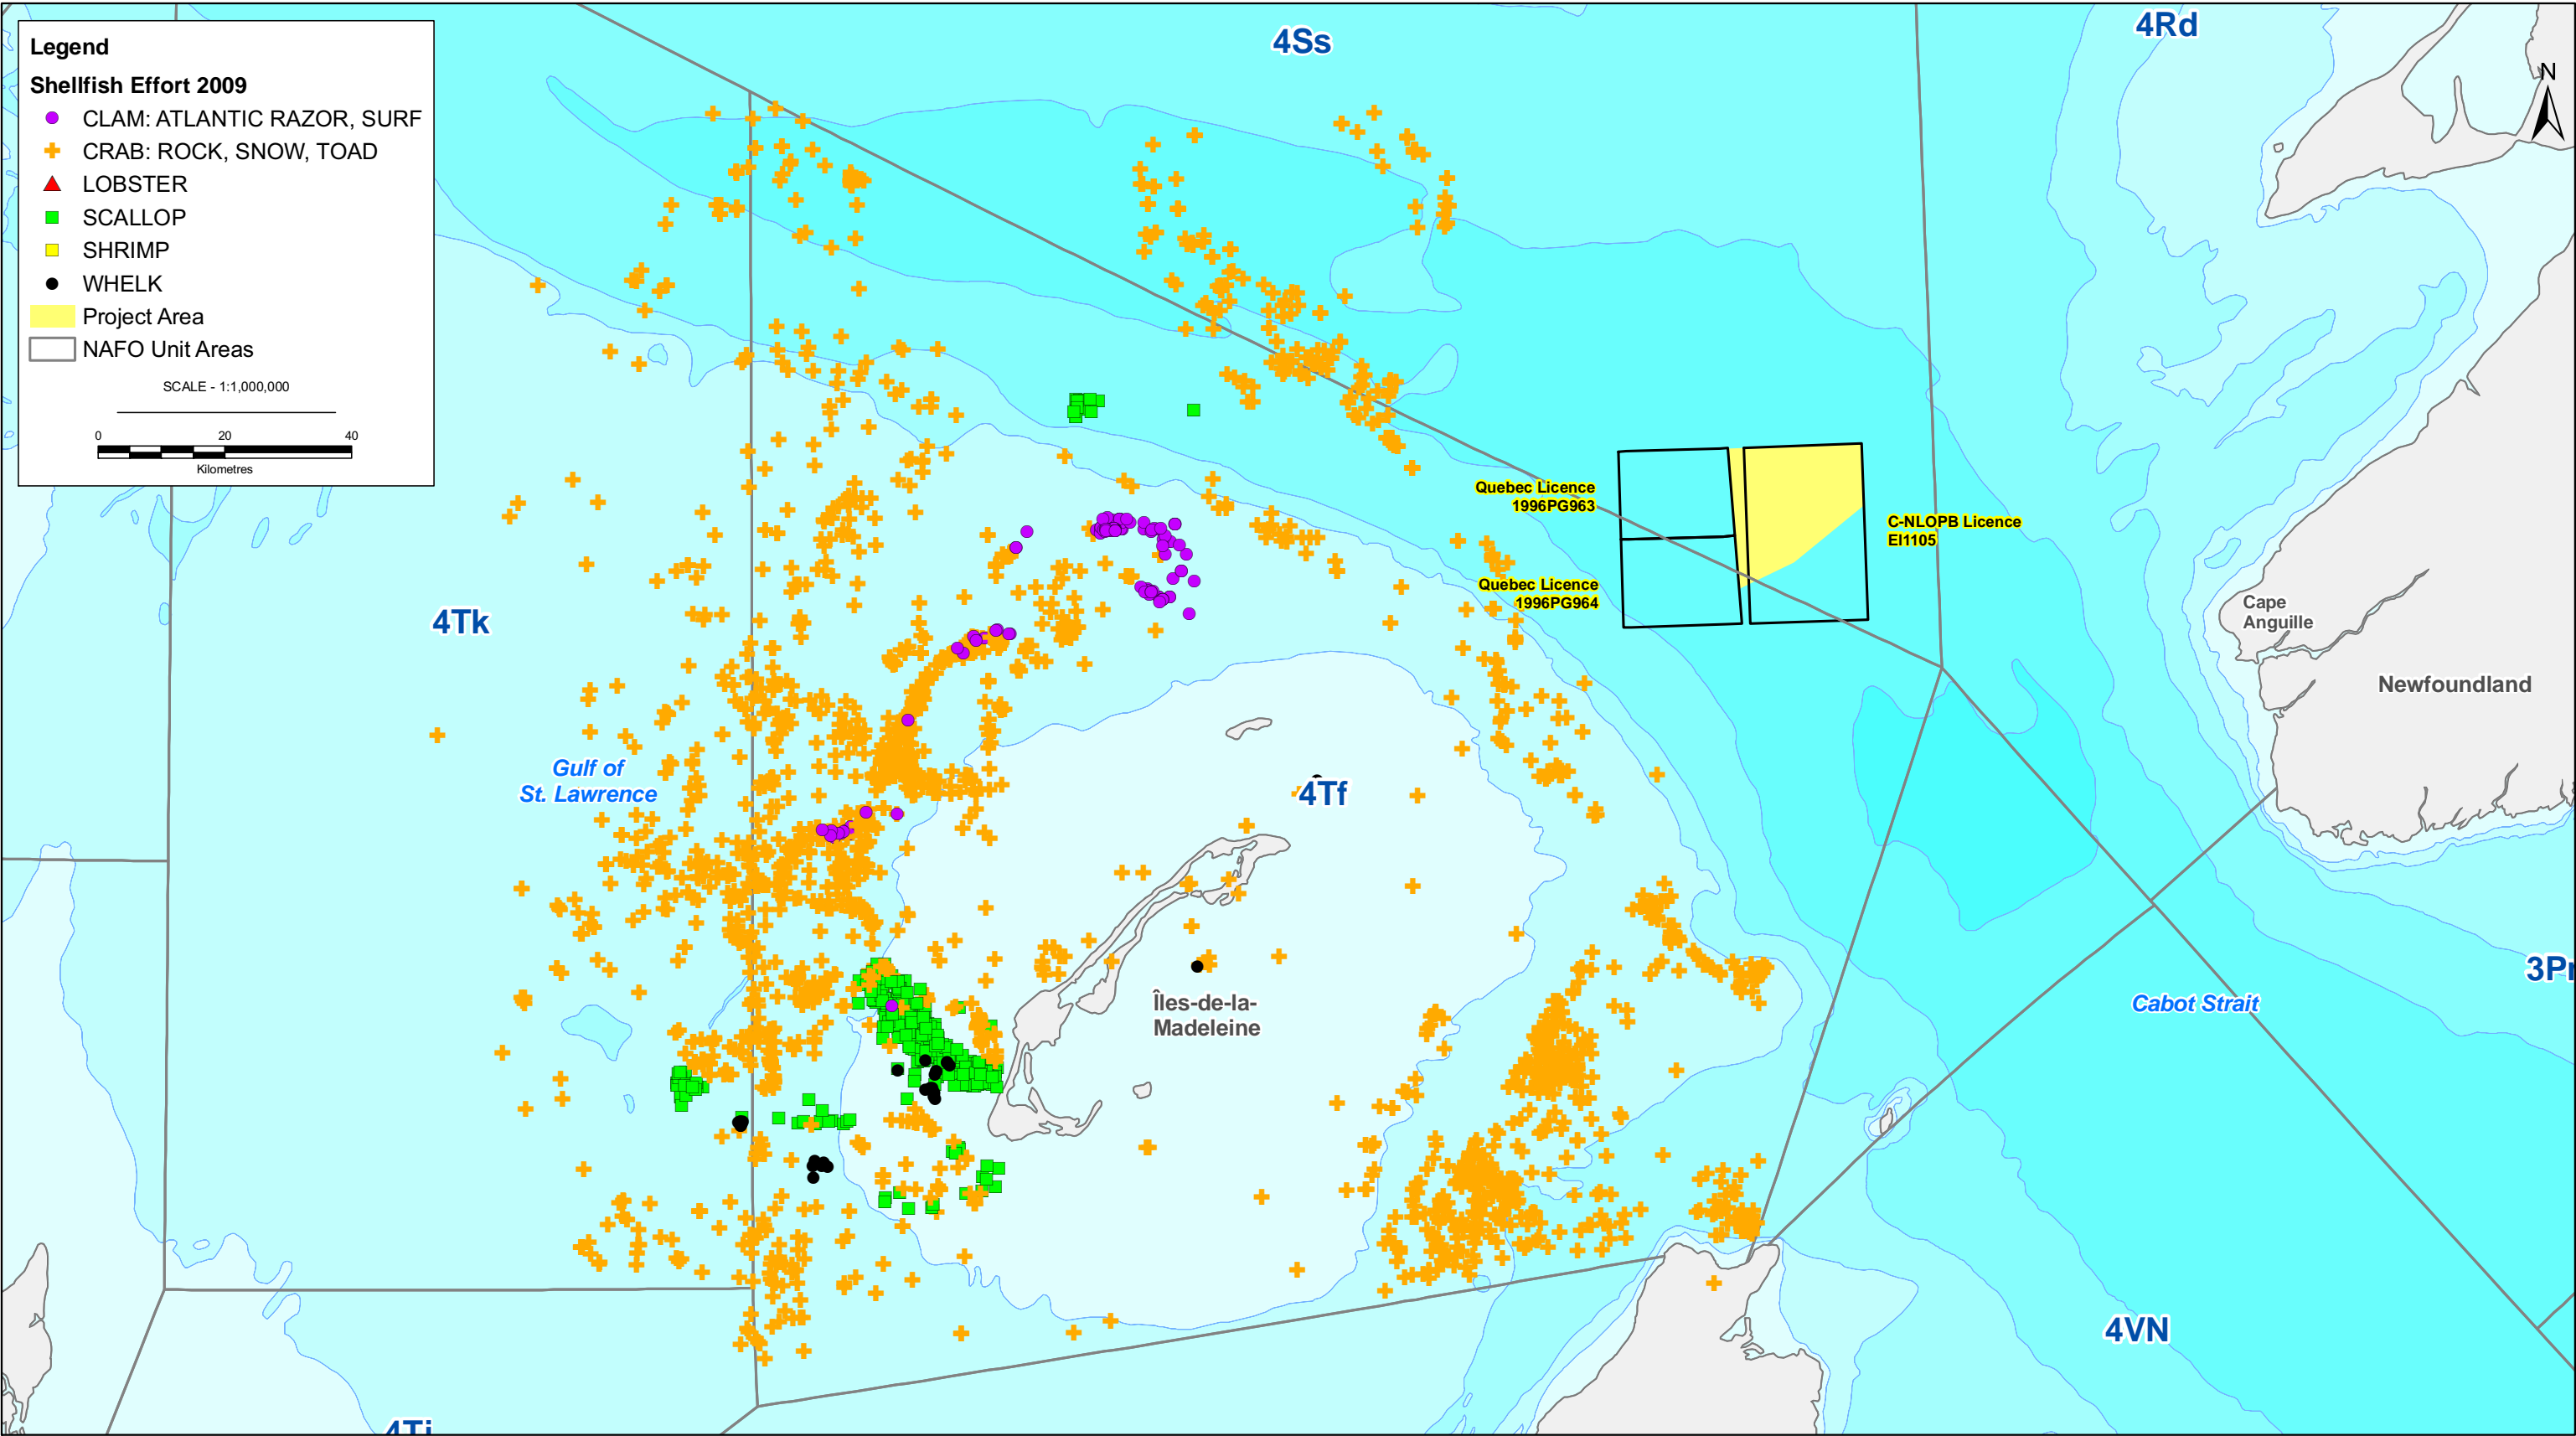 Legend
Shellfish Effort 2009
CLAM: ATLANTIC RAZOR, SURF
CRAB: ROCK, SNOW, TOAD
LOBSTER
SCALLOP
SHRIMP
WHELK
Project Area
NAFO Unit Areas
SCALE - 1:1,000,000
0 20 40
Kilometres
4Ss
4Rd
N
Quebec Licence
1996PG963
C-NLOPB Licence
EI1105
Quebec Licence
1996PG964
Cape
Anguille
4Tk
Newfoundland
Gulf of
St. Lawrence
4Tf
3Pn
Îles-de-la-
Madeleine
Cabot Strait
4VN